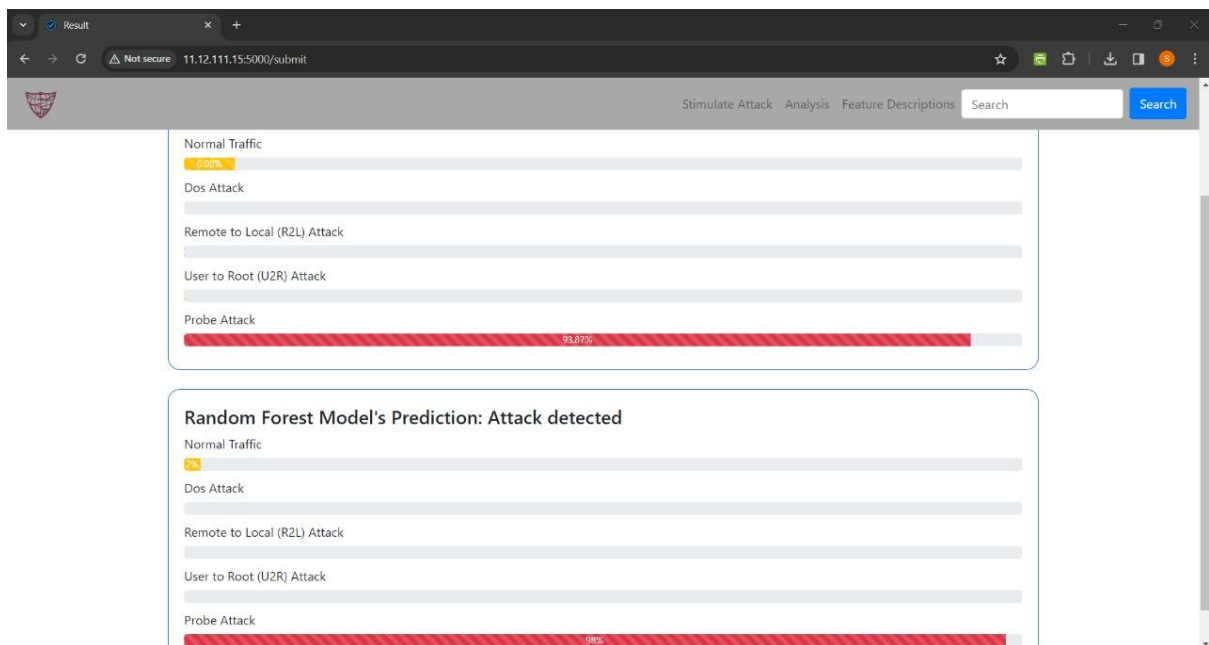 Result
Not secure 11.12.111.15:5000/submit
S
Stimulate Attack Analysis Feature Descriptions Search Search
Normal Traffic
6.08%
Dos Attack
Remote to Local (R2L) Attack
User to Root (U2R) Attack
Probe Attack
93.87%
Random Forest Model's Prediction: Attack detected
Normal Traffic
2%
Dos Attack
Remote to Local (R2L) Attack
User to Root (U2R) Attack
Probe Attack
98%